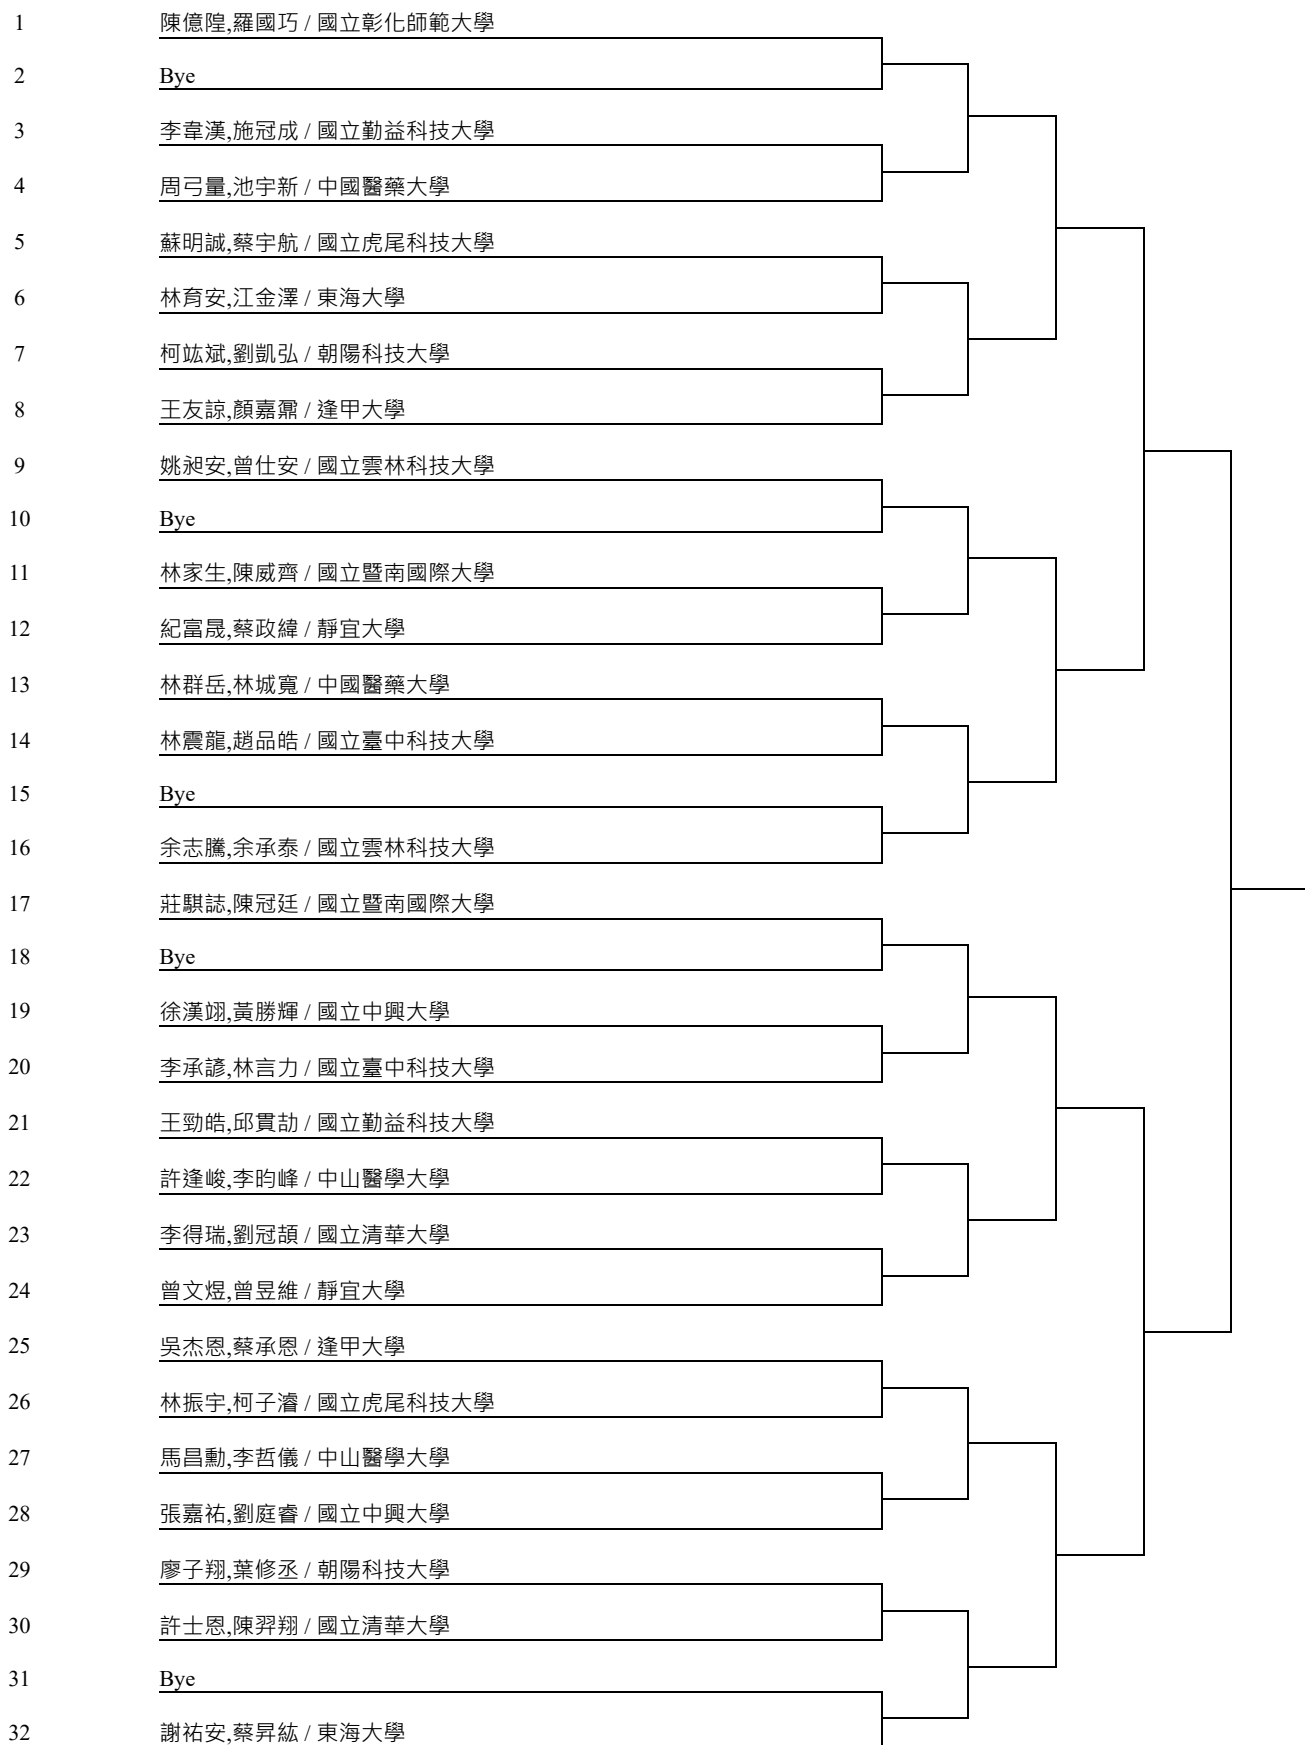 1 陳億隍,羅國巧 / 國立彰化師範大學
2 Bye
3 李韋漢,施冠成 / 國立勤益科技大學
4 周弓量,池宇新 / 中國醫藥大學
5 蘇明誠,蔡宇航 / 國立虎尾科技大學
6 林育安,江金澤 / 東海大學
7 柯竑斌,劉凱弘 / 朝陽科技大學
8 王友諒,顏嘉鼐 / 逢甲大學
9 姚昶安,曾仕安 / 國立雲林科技大學
10 Bye
11 林家生,陳威齊 / 國立暨南國際大學
12 紀富晟,蔡政緯 / 靜宜大學
13 林群岳,林城寬 / 中國醫藥大學
14 林震龍,趙品皓 / 國立臺中科技大學
15 Bye
16 余志騰,余承泰 / 國立雲林科技大學
17 莊騏誌,陳冠廷 / 國立暨南國際大學
18 Bye
19 徐漢翊,黃勝輝 / 國立中興大學
20 李承諺,林言力 / 國立臺中科技大學
21 王勁皓,邱貫劼 / 國立勤益科技大學
22 許逢峻,李昀峰 / 中山醫學大學
23 李得瑞,劉冠頡 / 國立清華大學
24 曾文煜,曾昱維 / 靜宜大學
25 吳杰恩,蔡承恩 / 逢甲大學
26 林振宇,柯子濬 / 國立虎尾科技大學
27 馬昌勳,李哲儀 / 中山醫學大學
28 張嘉祐,劉庭睿 / 國立中興大學
29 廖子翔,葉修丞 / 朝陽科技大學
30 許士恩,陳羿翔 / 國立清華大學
31 Bye
32 謝祐安,蔡昇紘 / 東海大學